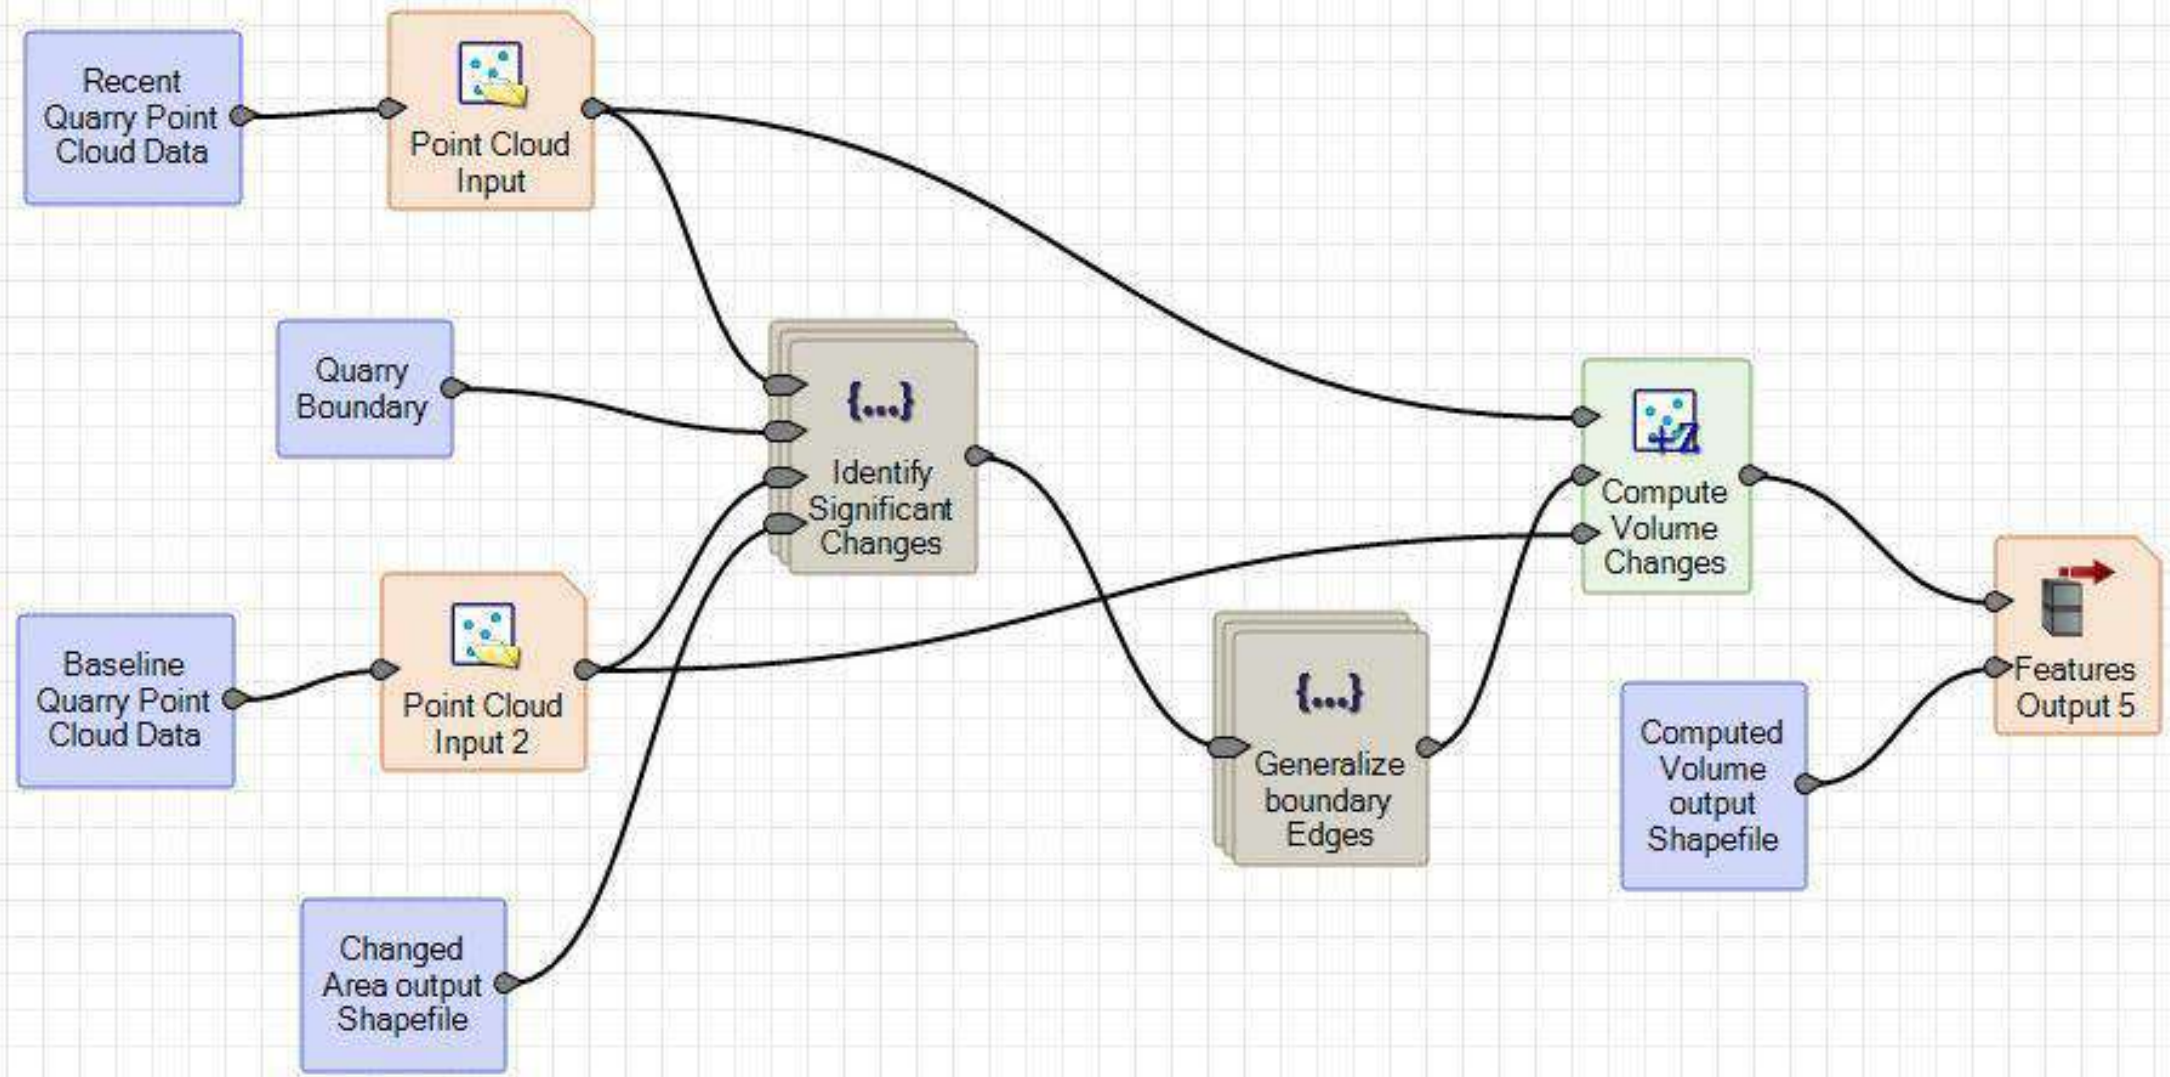 Recent
Quarry Point
Cloud Data
Point Cloud
Input
Quarry
Boundary
{...}
Identify
Significant
Changes
Compute
Volume
Changes
Baseline
Quarry Point
Cloud Data
Point Cloud
Input 2
{...}
Generalize
boundary
Edges
Features
Output 5
Computed
Volume
output
Shapefile
Changed
Area output
Shapefile